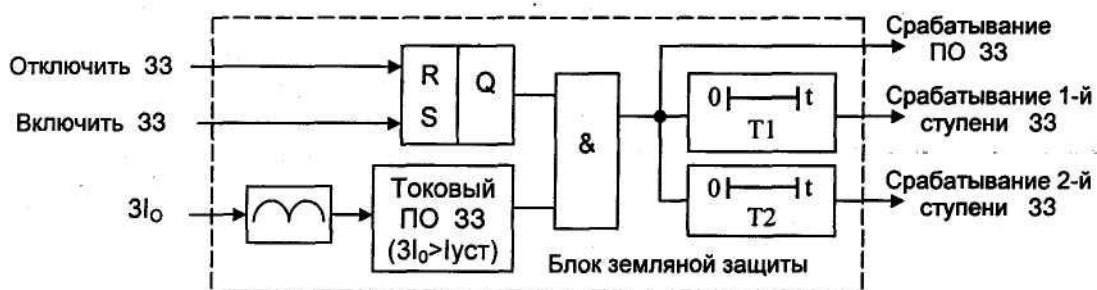 Отключить ЗЗ
Включить ЗЗ
3I₀
R
S
Q
Токовый
ПО ЗЗ
(3I₀>Iуст)
&
0 t
T1
0 t
T2
Срабатывание
ПО ЗЗ
Срабатывание 1-й
ступени ЗЗ
Срабатывание 2-й
ступени ЗЗ
Блок земляной защиты